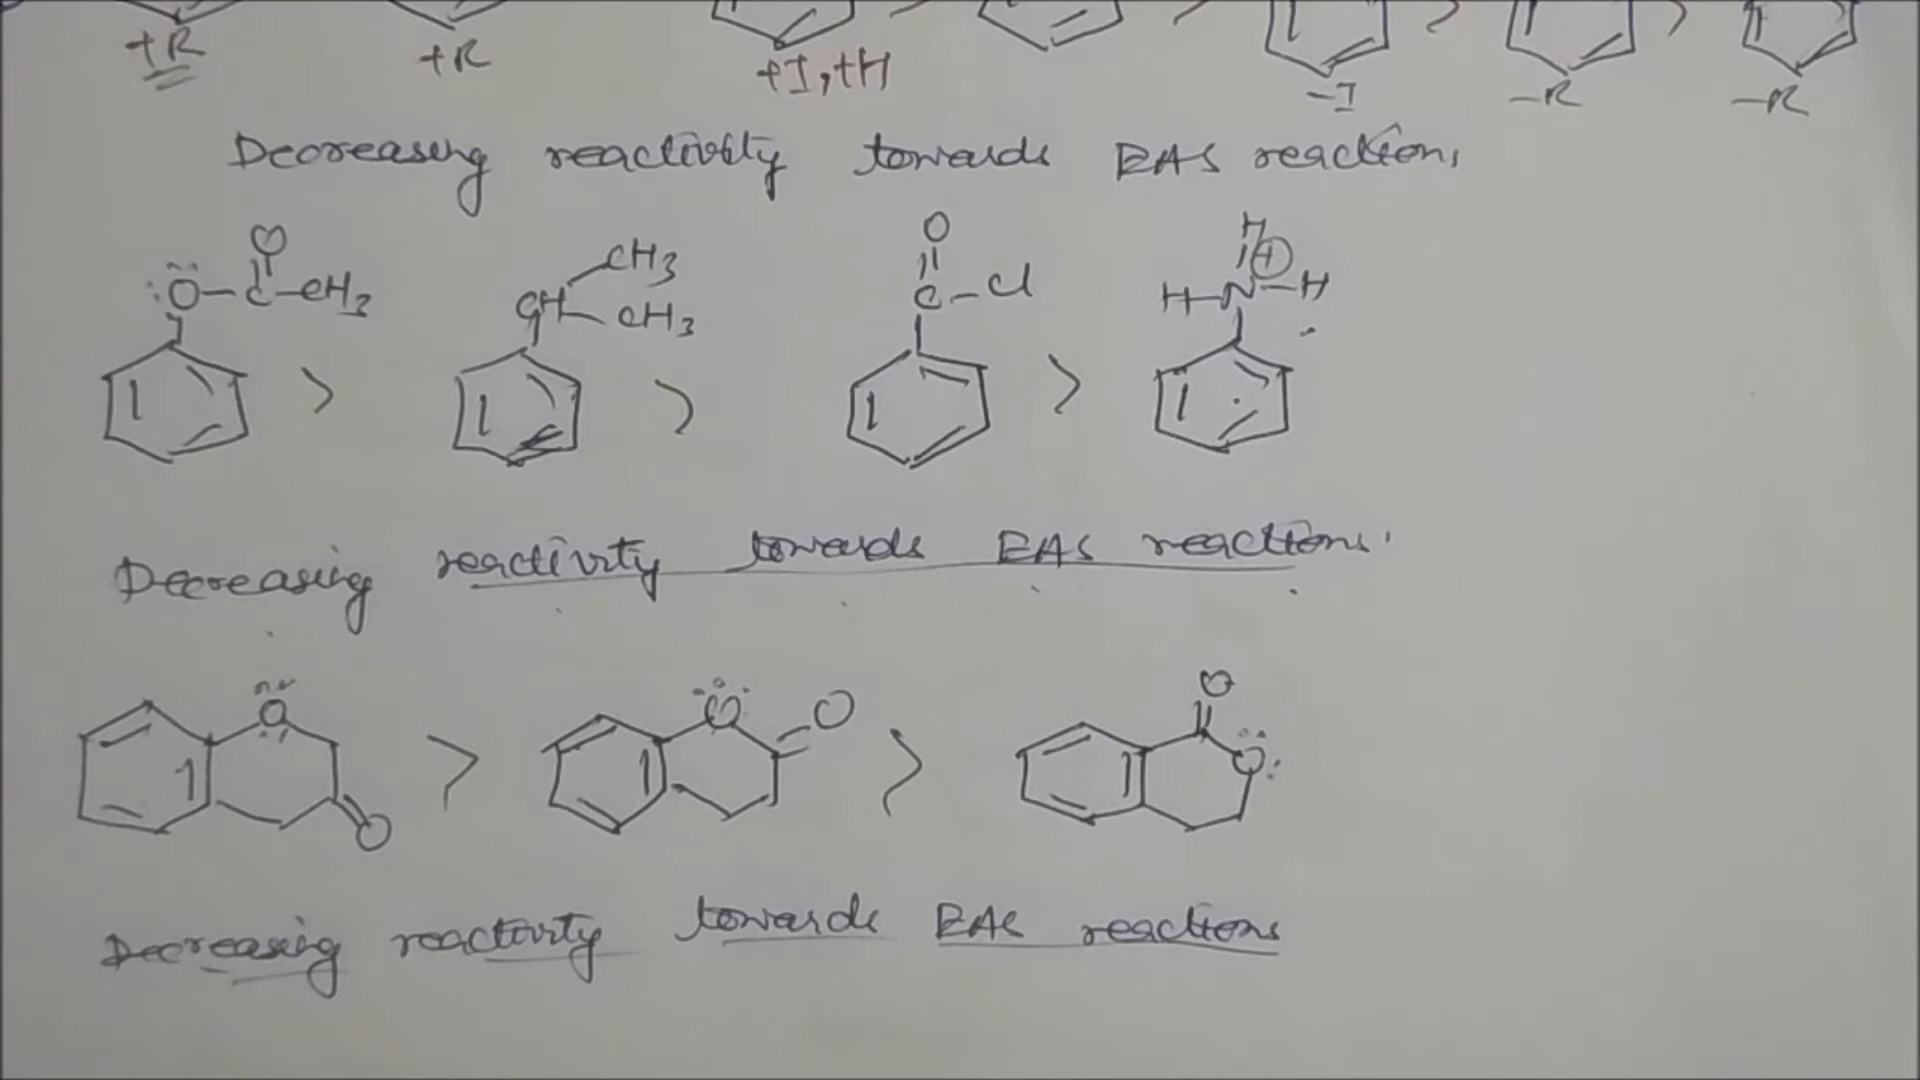 +R +R +I, +H > > -I > -R > -R
Decreasing reactivity towards EAS reaction,
:Ö-C-CH3 O > CH CH3 CH3 > O C-Cl > H H-N-H ⊕
Decreasing reactivity towards EAS reactions.
O O > O O > O O
Decreasing reactivity towards EAS reactions